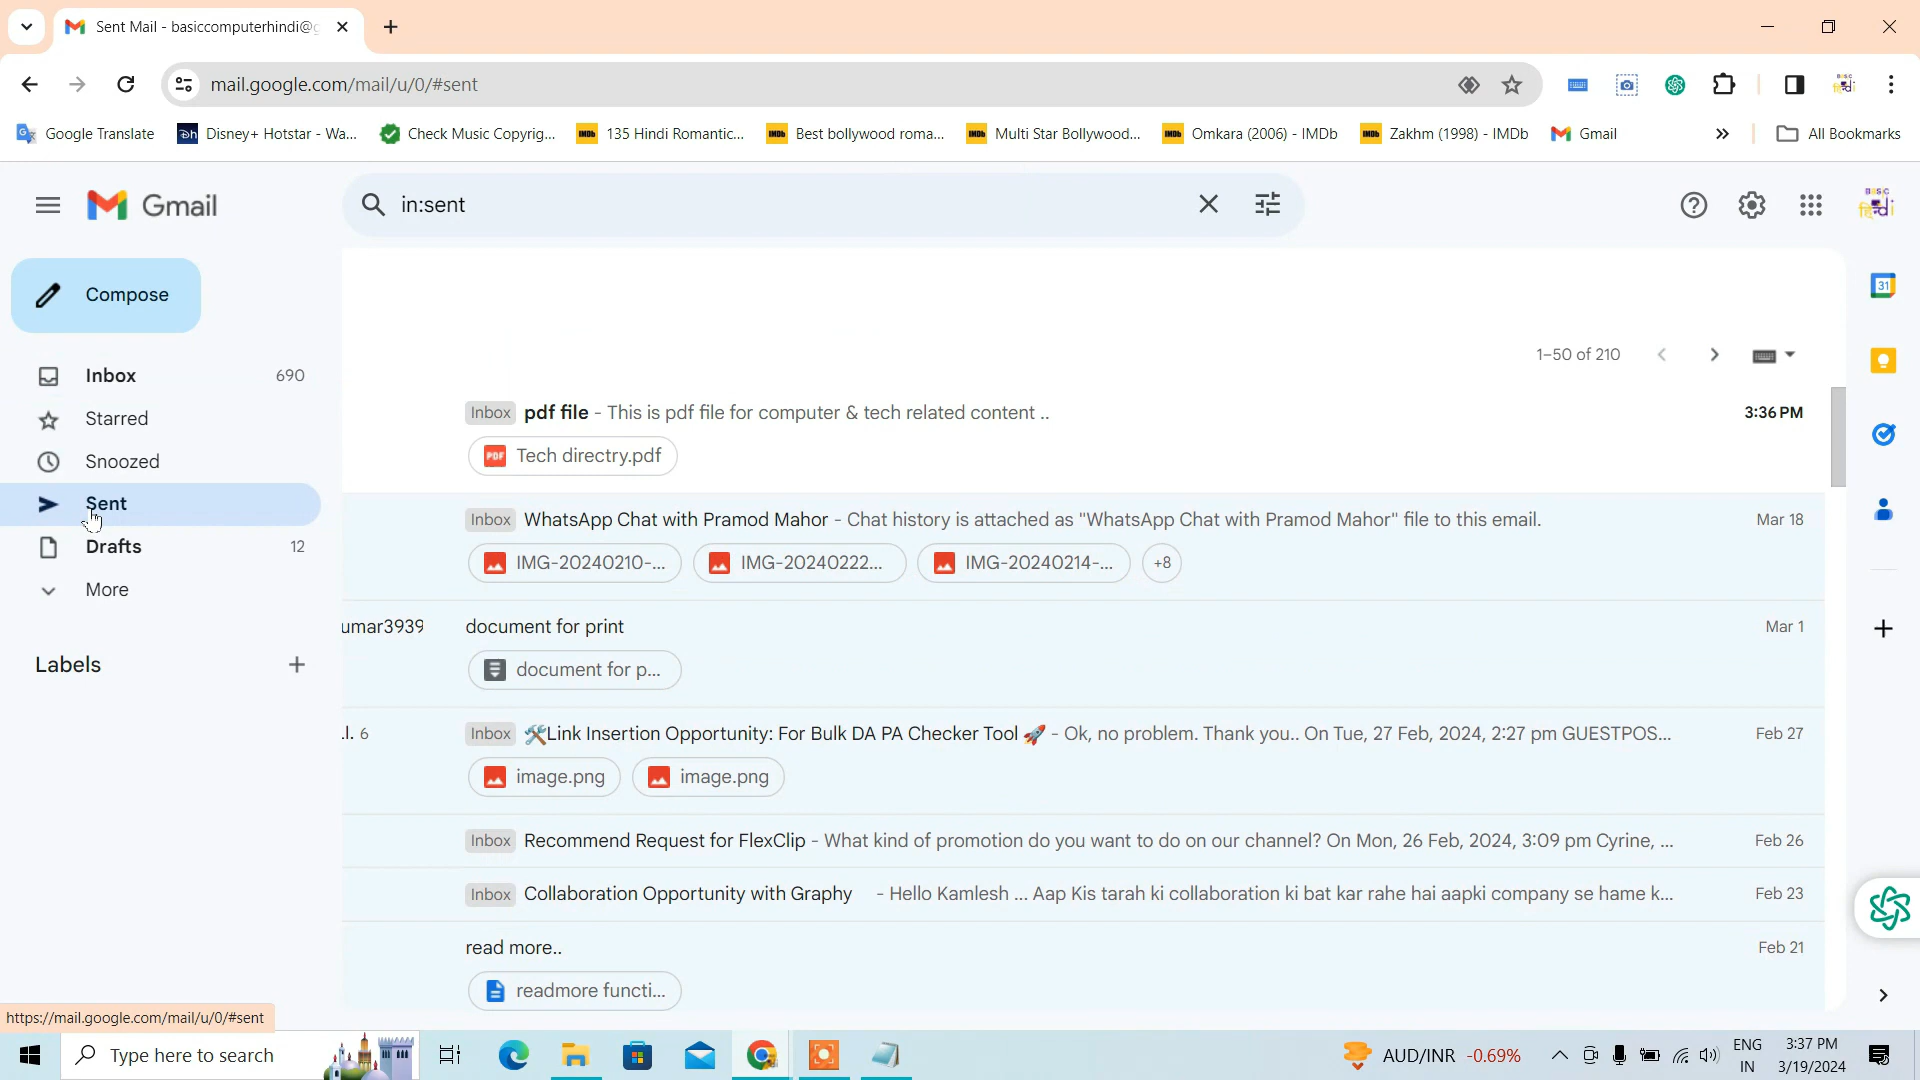 Sent Mail - basiccomputerhindi@g
mail.google.com/mail/u/0/#sent
Google Translate
Disney+ Hotstar - Wa...
Check Music Copyrig...
IMDb 135 Hindi Romantic...
IMDb Best bollywood roma...
IMDb Multi Star Bollywood...
IMDb Omkara (2006) - IMDb
IMDb Zakhm (1998) - IMDb
Gmail
All Bookmarks
Gmail
in:sent
Compose
Inbox 690
Starred
Snoozed
Sent
Drafts 12
More
Labels
1–50 of 210
Inbox pdf file - This is pdf file for computer & tech related content .. 3:36 PM
PDF Tech directry.pdf
Inbox WhatsApp Chat with Pramod Mahor - Chat history is attached as "WhatsApp Chat with Pramod Mahor" file to this email. Mar 18
IMG-20240210-... IMG-20240222... IMG-20240214-... +8
umar3939 document for print Mar 1
document for p...
.I. 6 Inbox 🛠️Link Insertion Opportunity: For Bulk DA PA Checker Tool 🚀 - Ok, no problem. Thank you.. On Tue, 27 Feb, 2024, 2:27 pm GUESTPOS... Feb 27
image.png image.png
Inbox Recommend Request for FlexClip - What kind of promotion do you want to do on our channel? On Mon, 26 Feb, 2024, 3:09 pm Cyrine, ... Feb 26
Inbox Collaboration Opportunity with Graphy - Hello Kamlesh ... Aap Kis tarah ki collaboration ki bat kar rahe hai aapki company se hame k... Feb 23
read more.. Feb 21
readmore functi...
31
https://mail.google.com/mail/u/0/#sent
Type here to search
AUD/INR -0.69%
ENG
IN
3:37 PM
3/19/2024